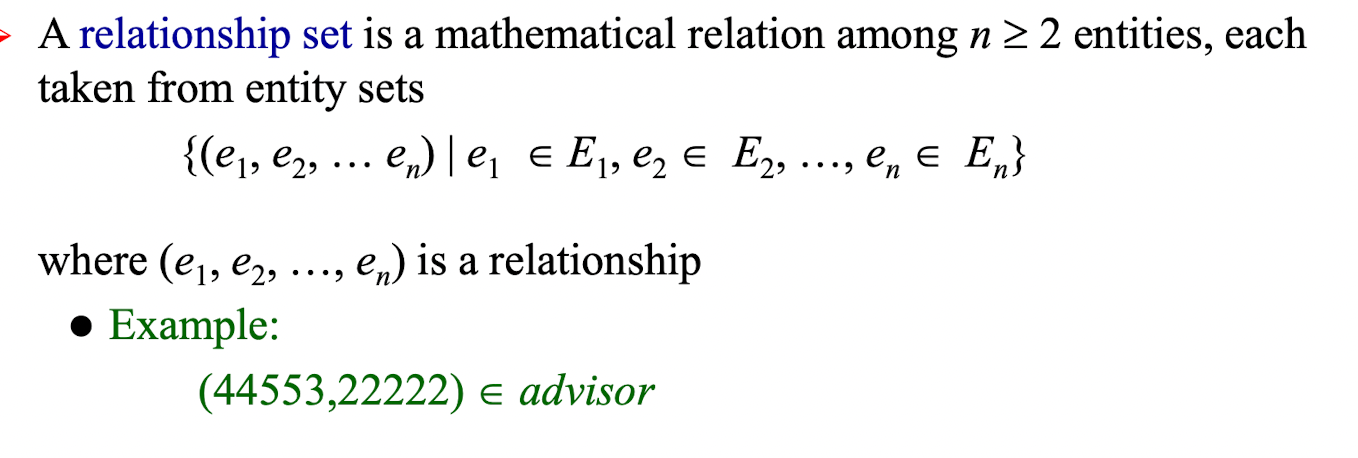 ➢ A relationship set is a mathematical relation among n ≥ 2 entities, each
taken from entity sets
{(e₁, e₂, … eₙ) | e₁ ∈ E₁, e₂ ∈ E₂, …, eₙ ∈ Eₙ}
where (e₁, e₂, …, eₙ) is a relationship
● Example:
(44553,22222) ∈ advisor